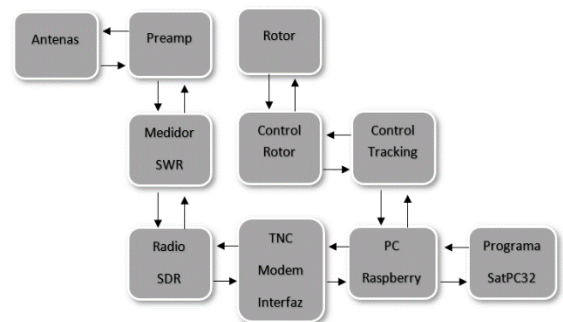 Antenas
Preamp
Rotor
Medidor
SWR
Control
Rotor
Control
Tracking
Radio
SDR
TNC
Modem
Interfaz
PC
Raspberry
Programa
SatPC32